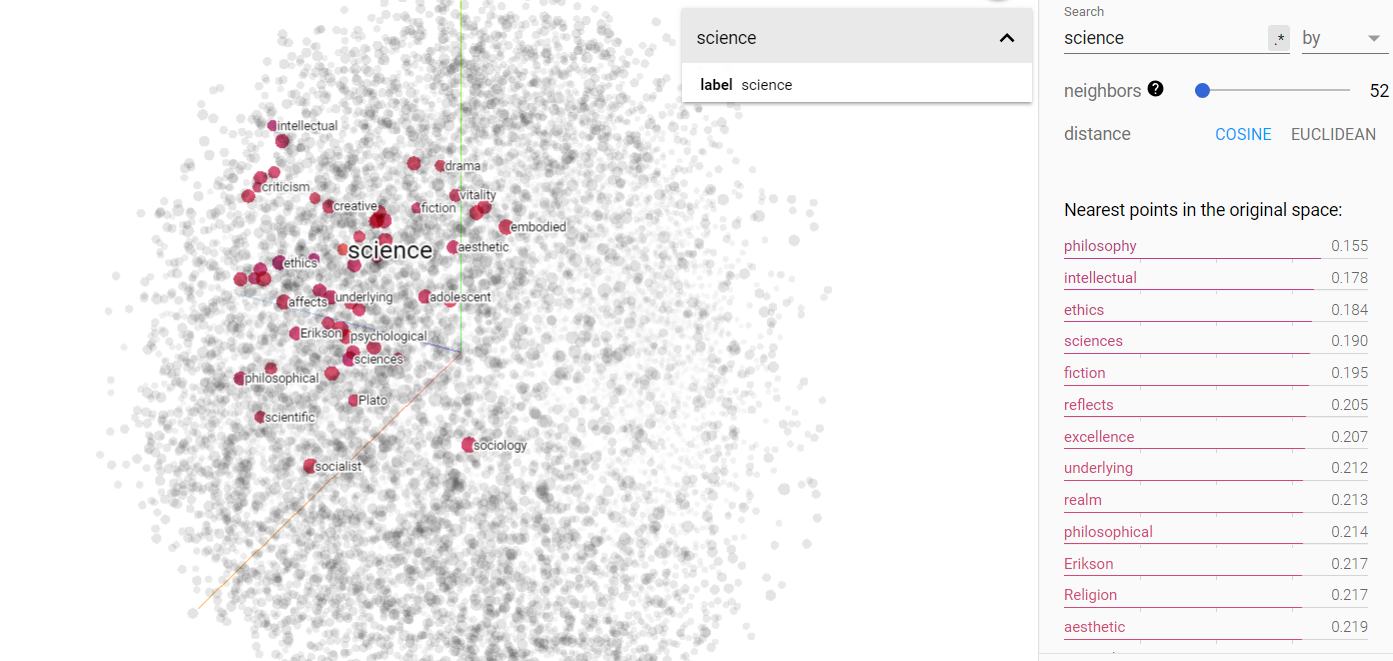 intellectual
drama
criticism
vitality
creative
fiction
embodied
science
aesthetic
ethics
underlying
adolescent
affects
Erikson
psychological
sciences
philosophical
Plato
scientific
sociology
socialist
science
label science
Search
science .* by
neighbors ? 52
distance COSINE EUCLIDEAN
Nearest points in the original space:
philosophy 0.155
intellectual 0.178
ethics 0.184
sciences 0.190
fiction 0.195
reflects 0.205
excellence 0.207
underlying 0.212
realm 0.213
philosophical 0.214
Erikson 0.217
Religion 0.217
aesthetic 0.219